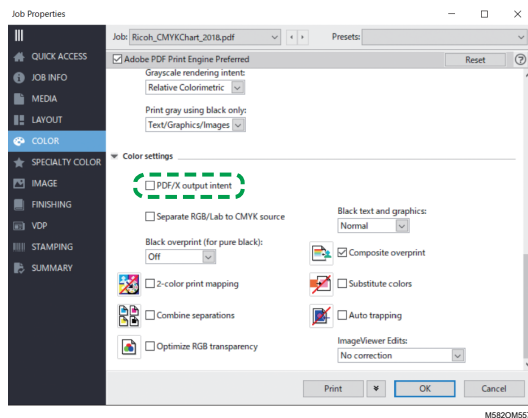 Job Properties
Job: Ricoh_CMYKChart_2018.pdf Presets:
QUICK ACCESS
JOB INFO
MEDIA
LAYOUT
COLOR
SPECIALTY COLOR
IMAGE
FINISHING
VDP
STAMPING
SUMMARY
Adobe PDF Print Engine Preferred Reset
Grayscale rendering intent:
Relative Colorimetric
Print gray using black only:
Text/Graphics/Images
Color settings
PDF/X output intent
Separate RGB/Lab to CMYK source
Black text and graphics:
Normal
Black overprint (for pure black):
Off
Composite overprint
2-color print mapping
Substitute colors
Combine separations
Auto trapping
Optimize RGB transparency
ImageViewer Edits:
No correction
Print OK Cancel